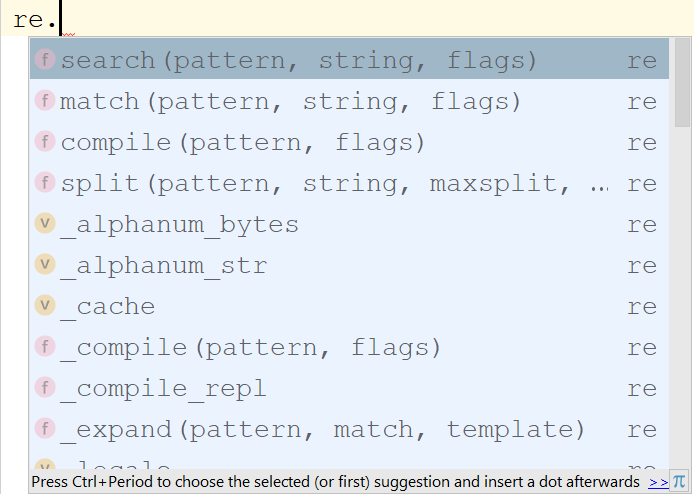 re.
f search(pattern, string, flags) re
f match(pattern, string, flags) re
f compile(pattern, flags) re
f split(pattern, string, maxsplit, … re
v _alphanum_bytes re
v _alphanum_str re
v _cache re
f _compile(pattern, flags) re
f _compile_repl re
f _expand(pattern, match, template) re
Press Ctrl+Period to choose the selected (or first) suggestion and insert a dot afterwards >> π